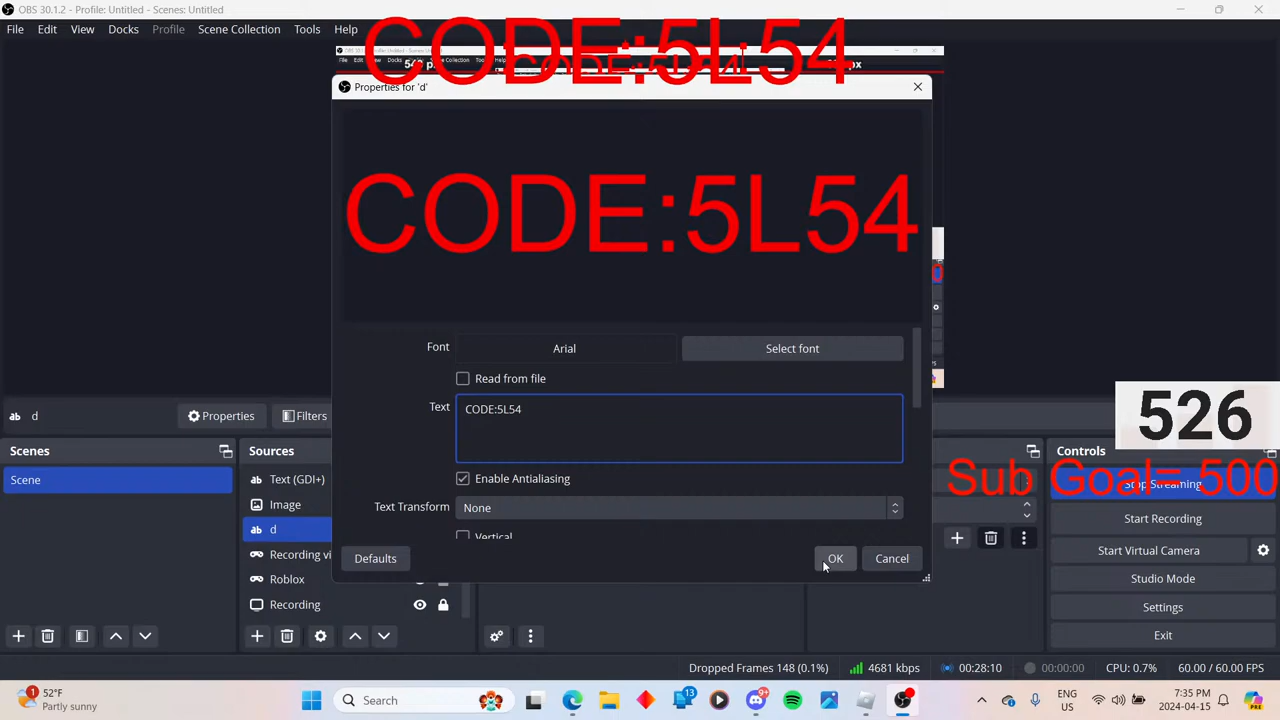 OBS 30.1.2 - Profile: Untitled - Scenes: Untitled
File Edit View Docks Profile Scene Collection Tools Help
CODE:5L54
Properties for 'd'
CODE:5L54
Font Arial Select font
Read from file
Text CODE:5L54
Enable Antialiasing
Text Transform None
Vertical
Defaults OK Cancel
d Properties Filters
Scenes
Scene
Sources
Text (GDI+)
Image
d
Recording vi
Roblox
Recording
526
Sub Goal= 500
Controls
Stop Streaming
Start Recording
Start Virtual Camera
Studio Mode
Settings
Exit
Dropped Frames 148 (0.1%) 4681 kbps 00:28:10 00:00:00 CPU: 0.7% 60.00 / 60.00 FPS
1 52°F
Partly sunny
Search
13
9+
ENG
US
7:35 PM
2024-04-15
PRE